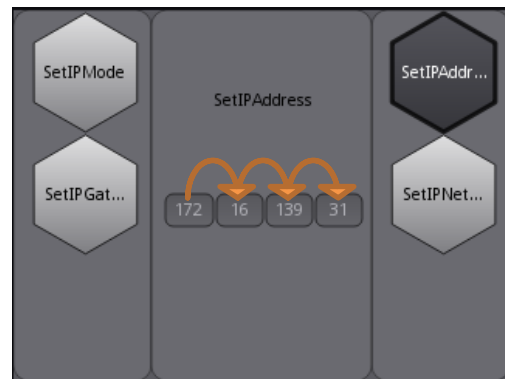 SetIPMode
SetIPAddr...
SetIPAddress
SetIPGat...
SetIPNet...
172 16 139 31